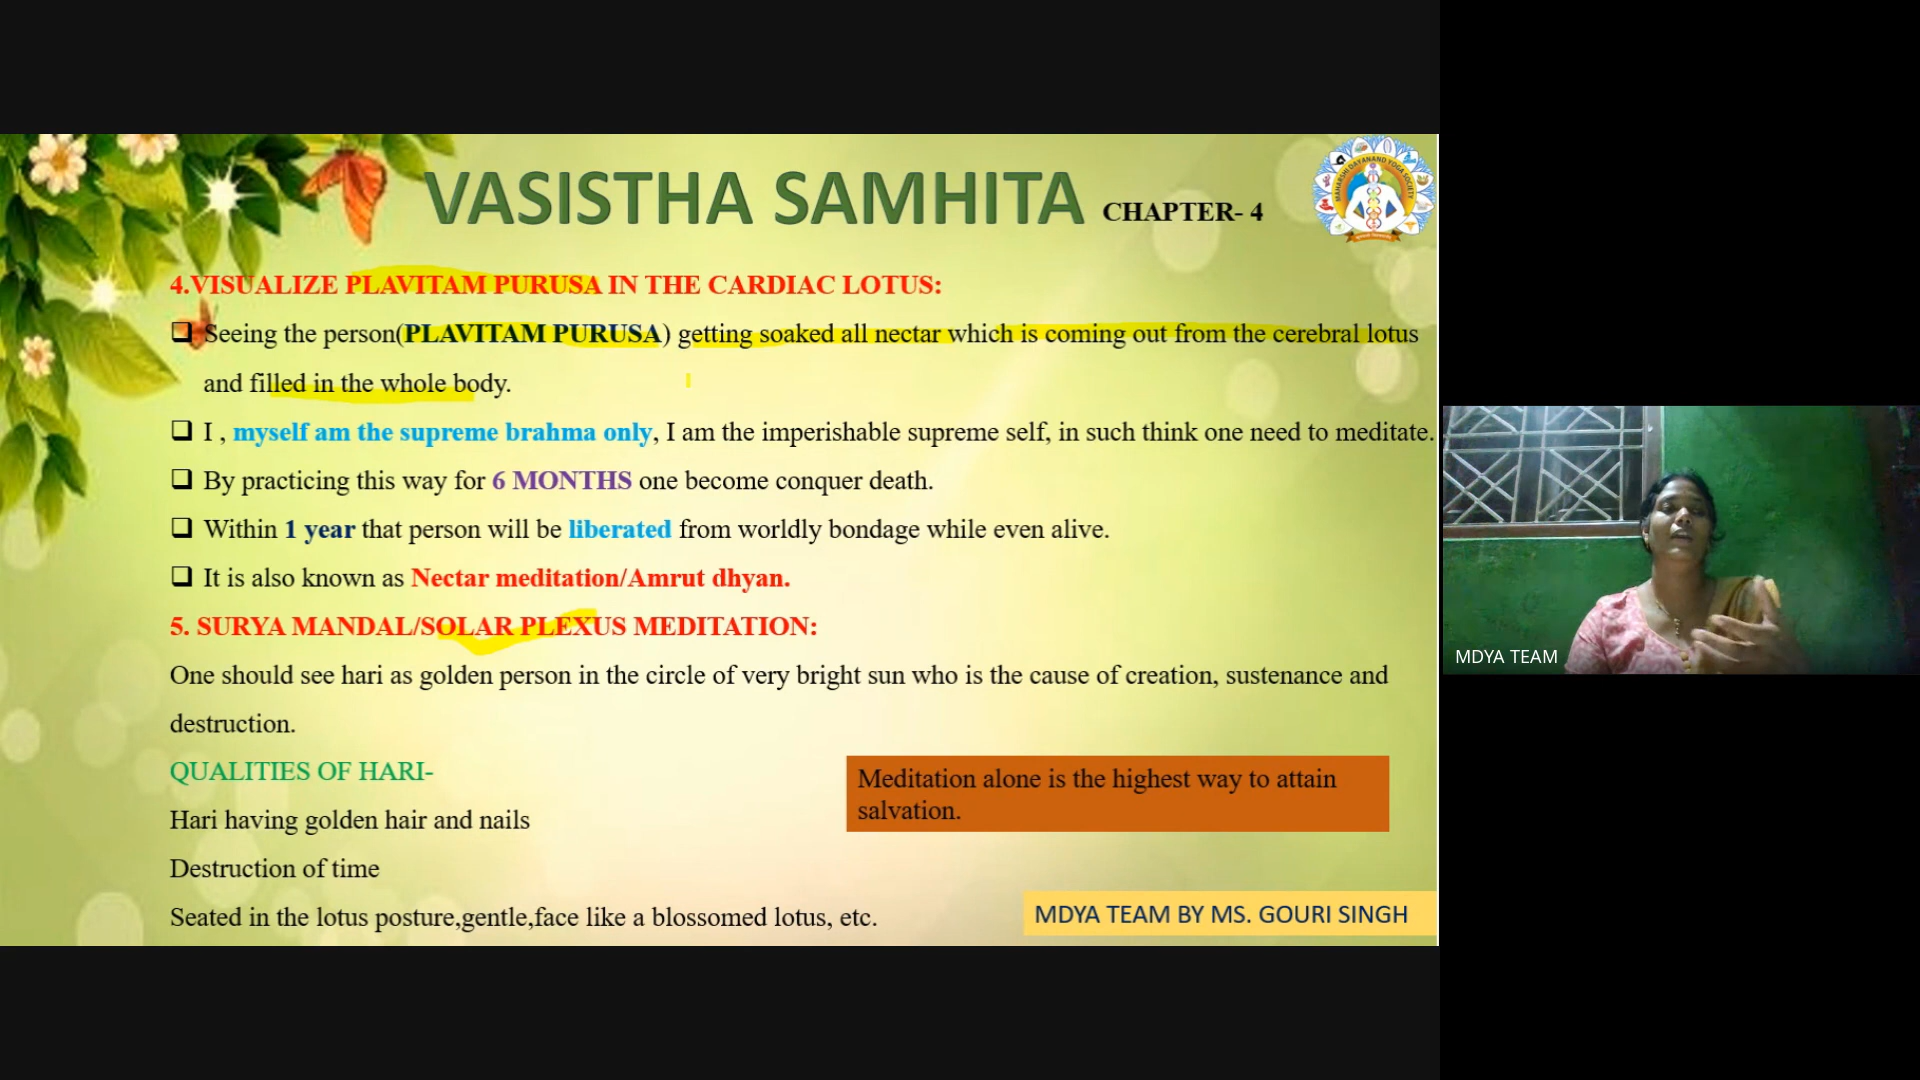 VASISTHA SAMHITA CHAPTER- 4
MAHARSHI DAYANAND YOGA SOCIETY
4.VISUALIZE PLAVITAM PURUSA IN THE CARDIAC LOTUS:
❑ Seeing the person(PLAVITAM PURUSA) getting soaked all nectar which is coming out from the cerebral lotus
and filled in the whole body.
❑ I , myself am the supreme brahma only, I am the imperishable supreme self, in such think one need to meditate.
❑ By practicing this way for 6 MONTHS one become conquer death.
❑ Within 1 year that person will be liberated from worldly bondage while even alive.
❑ It is also known as Nectar meditation/Amrut dhyan.
5. SURYA MANDAL/SOLAR PLEXUS MEDITATION:
One should see hari as golden person in the circle of very bright sun who is the cause of creation, sustenance and
destruction.
QUALITIES OF HARI-
Hari having golden hair and nails
Destruction of time
Seated in the lotus posture,gentle,face like a blossomed lotus, etc.
Meditation alone is the highest way to attain
salvation.
MDYA TEAM BY MS. GOURI SINGH
MDYA TEAM